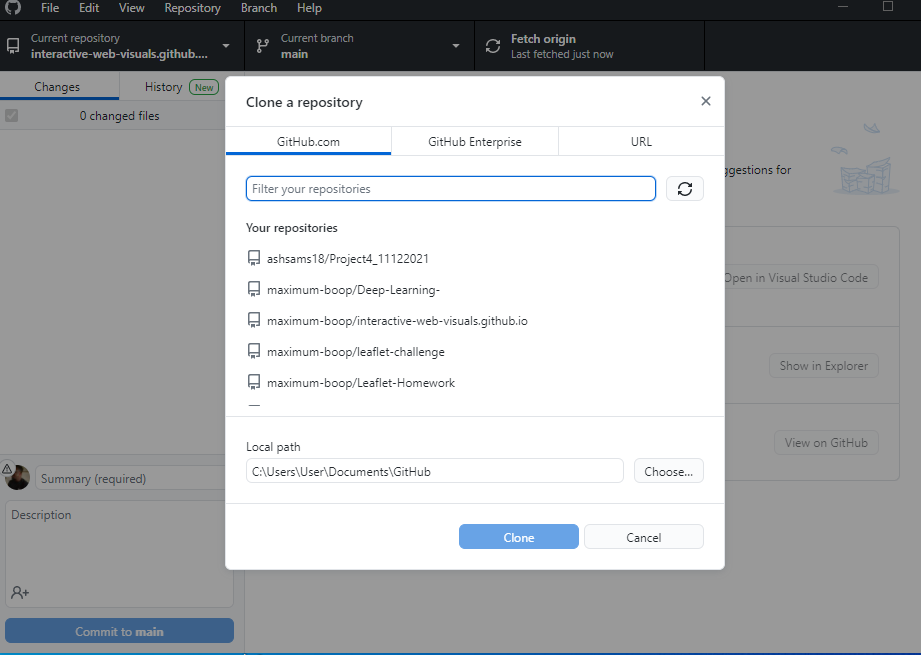 File Edit View Repository Branch Help
Current repository
interactive-web-visuals.github....
Current branch
main
Fetch origin
Last fetched just now
Changes
History New
0 changed files
Clone a repository
GitHub.com
GitHub Enterprise
URL
Filter your repositories
Your repositories
ashsams18/Project4_11122021
maximum-boop/Deep-Learning-
maximum-boop/interactive-web-visuals.github.io
maximum-boop/leaflet-challenge
maximum-boop/Leaflet-Homework
Local path
C:\Users\User\Documents\GitHub
Choose...
Clone
Cancel
ggestions for
Open in Visual Studio Code
Show in Explorer
View on GitHub
Summary (required)
Description
Commit to main